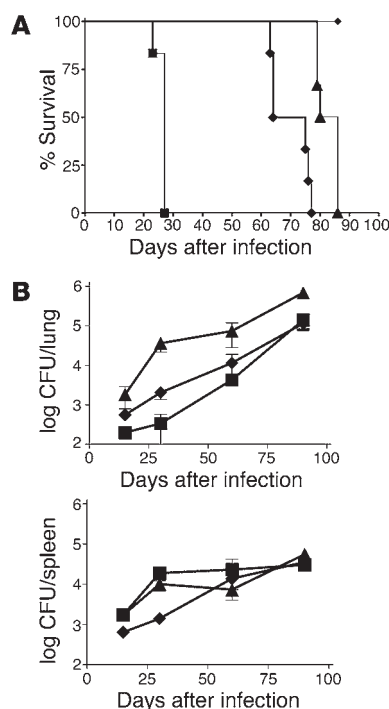 A
% Survival
100
75
50
25
0
0 10 20 30 40 50 60 70 80 90 100
Days after infection
B
log CFU/lung
6
5
4
3
2
0 25 50 75 100
Days after infection
log CFU/spleen
6
5
4
3
2
0 25 50 75 100
Days after infection